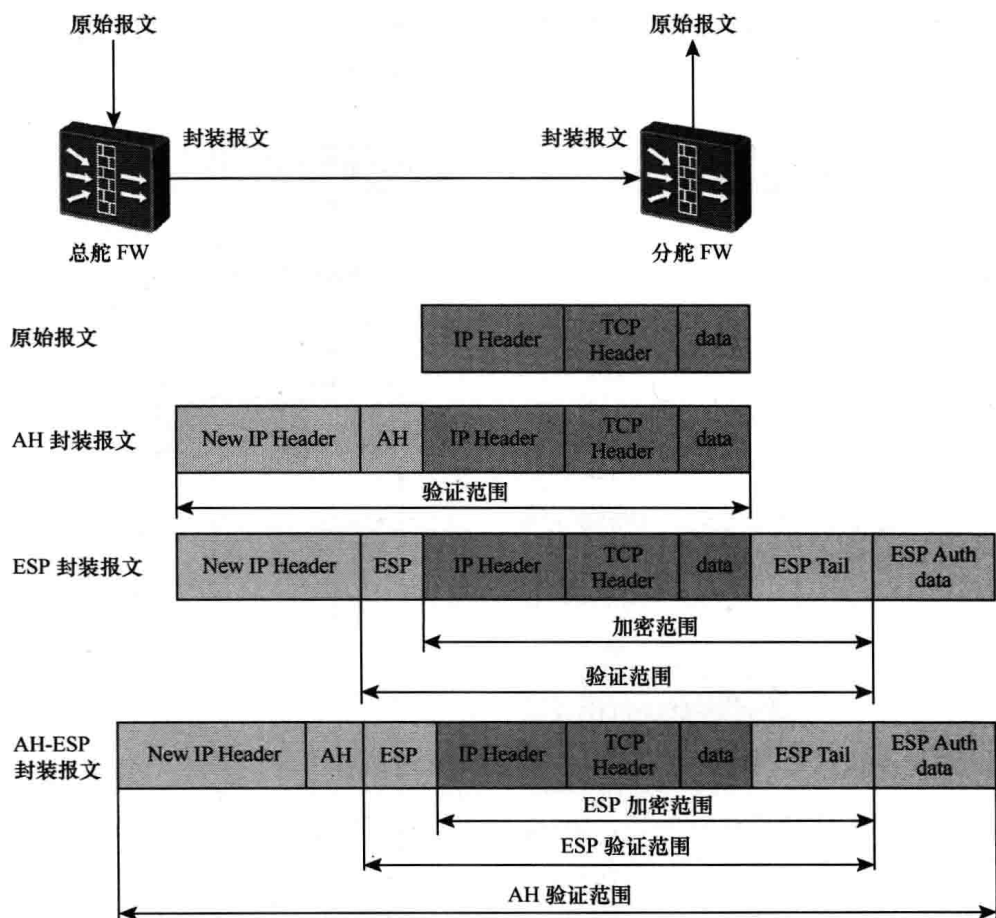 原始报文 原始报文
封装报文 封装报文
总舵 FW 分舵 FW
原始报文 IP Header TCP Header data
AH 封装报文 New IP Header AH IP Header TCP Header data
验证范围
ESP 封装报文 New IP Header ESP IP Header TCP Header data ESP Tail ESP Auth data
加密范围
验证范围
AH-ESP 封装报文 New IP Header AH ESP IP Header TCP Header data ESP Tail ESP Auth data
ESP 加密范围
ESP 验证范围
AH 验证范围